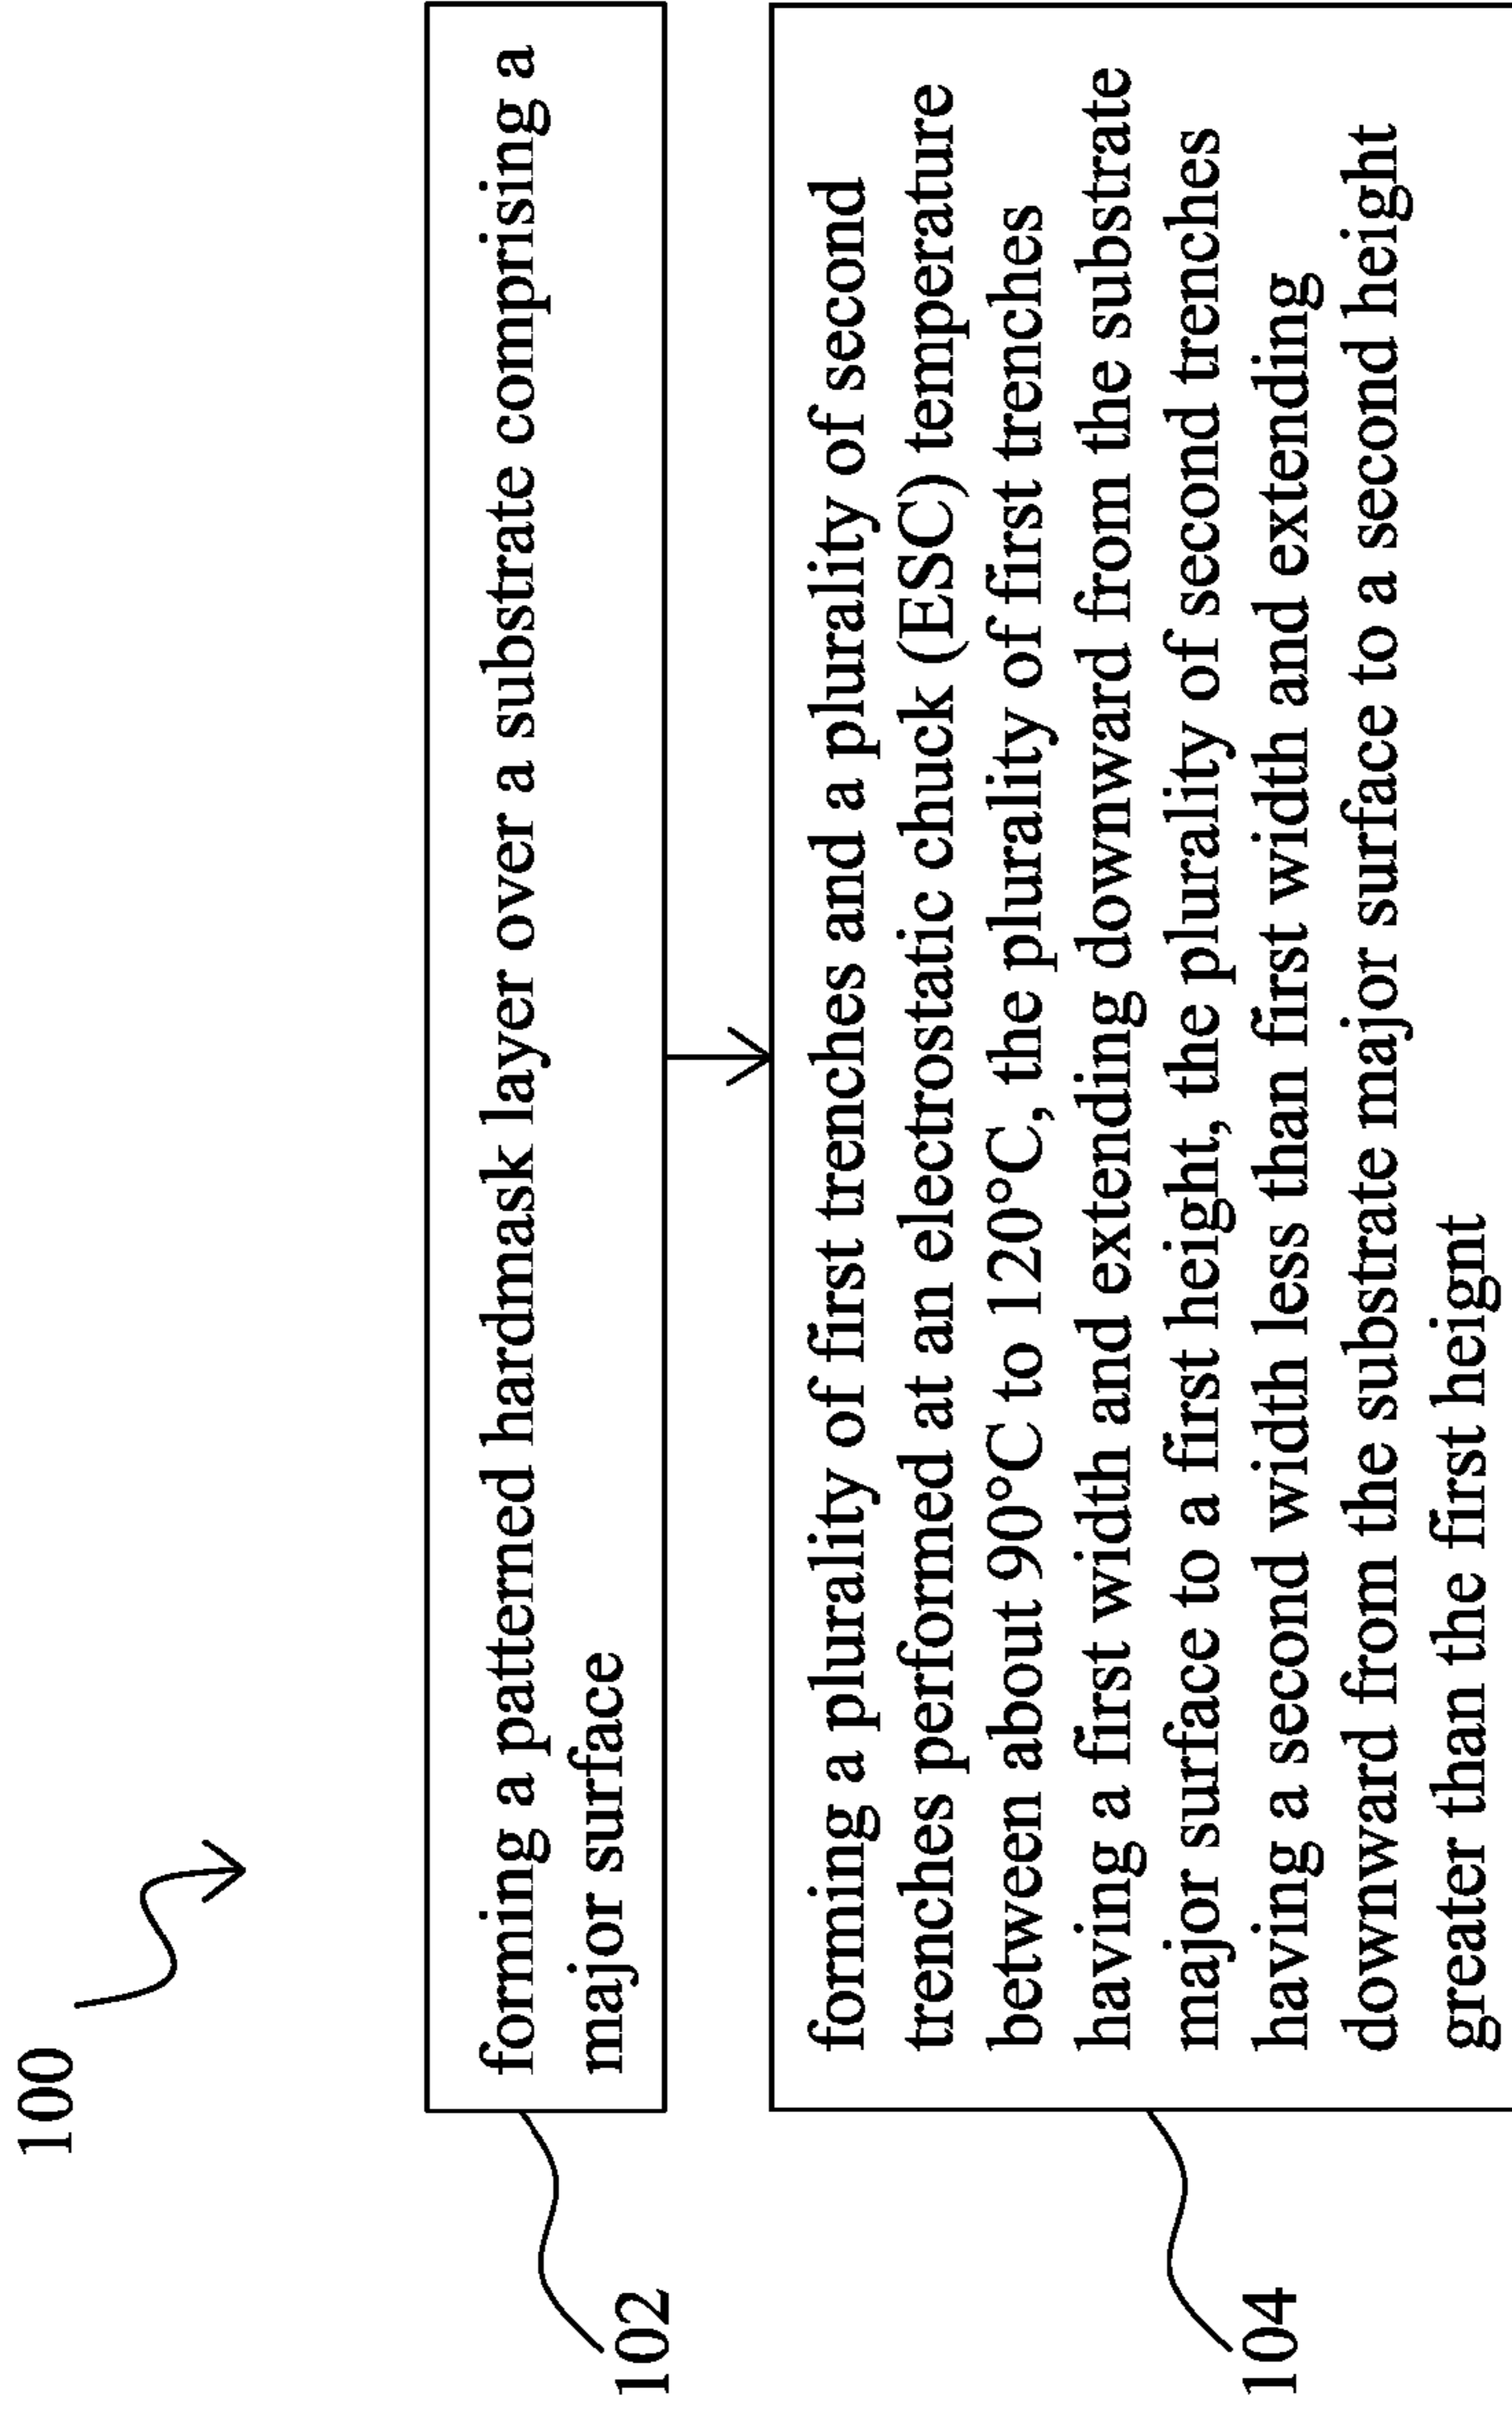 100
102
forming a patterned hardmask layer over a substrate comprising a
major surface
104
forming a plurality of first trenches and a plurality of second
trenches performed at an electrostatic chuck (ESC) temperature
between about 90°C to 120°C, the plurality of first trenches
having a first width and extending downward from the substrate
major surface to a first height, the plurality of second trenches
having a second width less than first width and extending
downward from the substrate major surface to a second height
greater than the first heignt